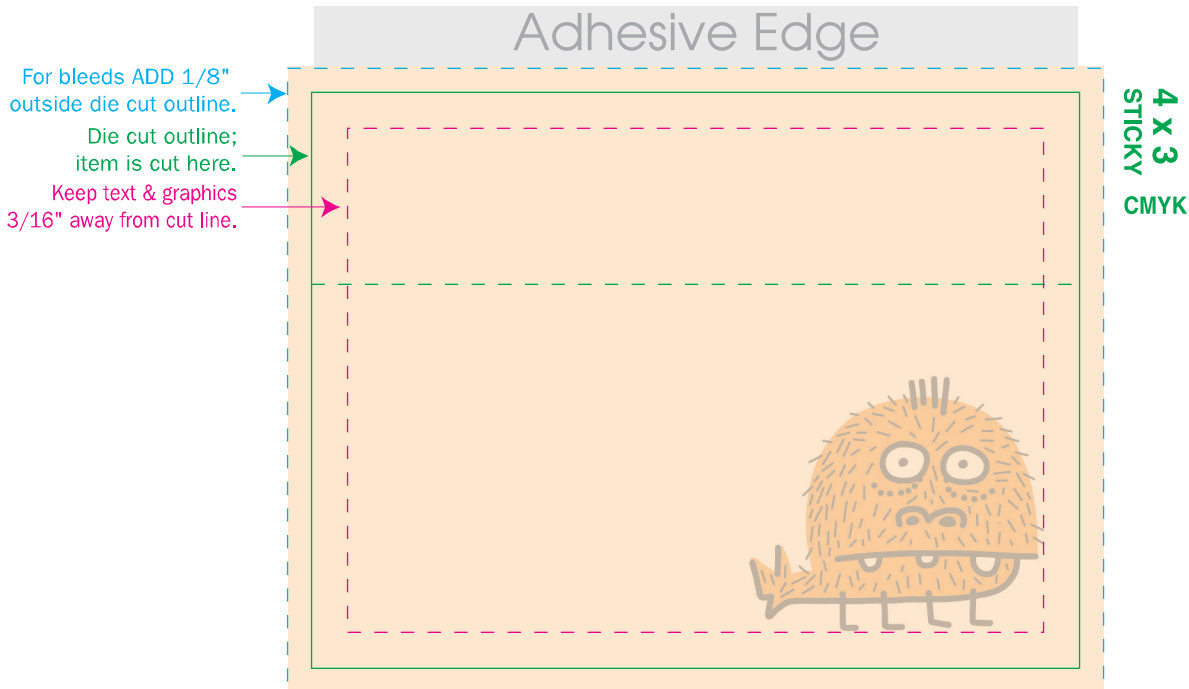 Adhesive Edge
For bleeds ADD 1/8"
outside die cut outline.
Die cut outline;
item is cut here.
Keep text & graphics
3/16" away from cut line.
4 x 3
STICKY
CMYK